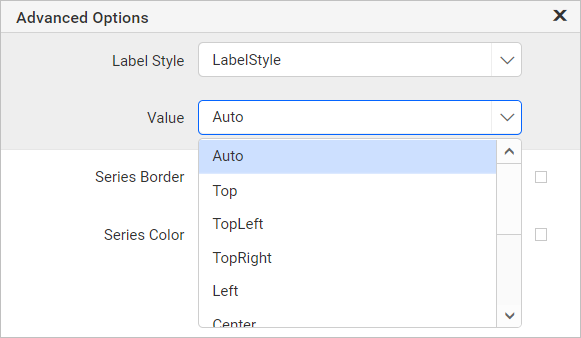 Advanced Options
Label Style LabelStyle
Value Auto
Auto
Series Border
Top
TopLeft
Series Color
TopRight
Left
Center